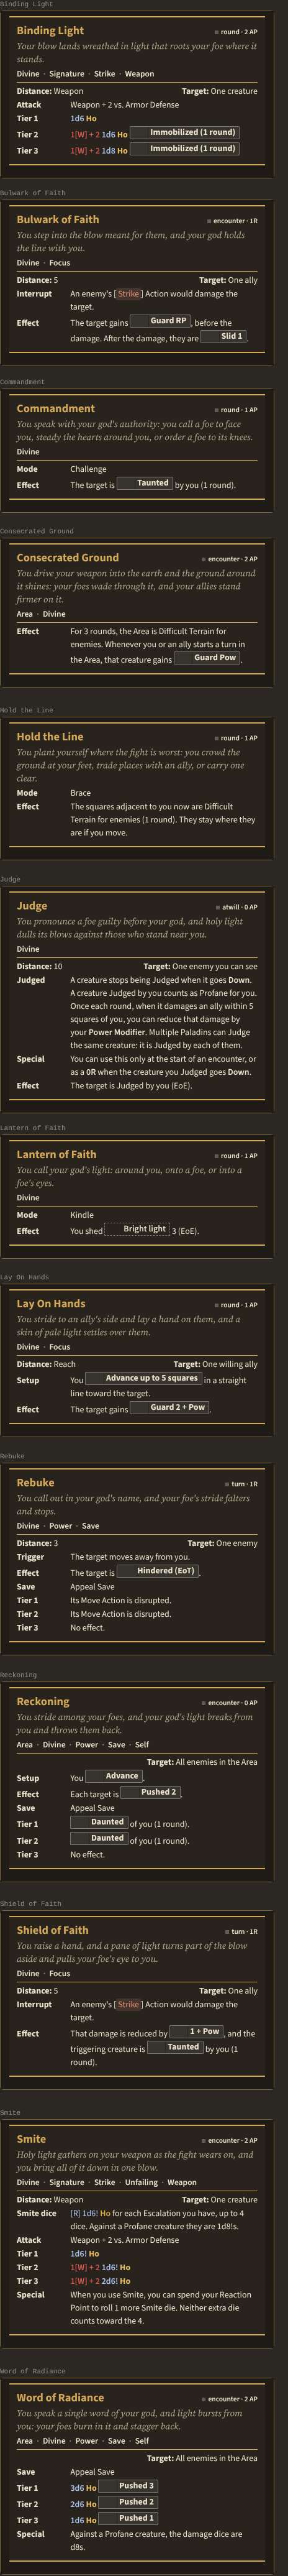 Binding Light
Binding Light
round · 2 AP
Your blow lands wreathed in light that roots your foe where it
stands.
Divine · Signature · Strike · Weapon
Distance: Weapon Target: One creature
Attack Weapon + 2 vs. Armor Defense
Tier 1 1d6 Ho
Tier 2 1[W] + 2 1d6 Ho Immobilized (1 round)
Tier 3 1[W] + 2 1d8 Ho Immobilized (1 round)
Bulwark of Faith
Bulwark of Faith
encounter · 1R
You step into the blow meant for them, and your god holds
the line with you.
Divine · Focus
Distance: 5 Target: One ally
Interrupt An enemy's [Strike] Action would damage the
target.
Effect The target gains Guard RP, before the
damage. After the damage, they are Slid 1.
Commandment
Commandment
round · 1 AP
You speak with your god's authority: you call a foe to face
you, steady the hearts around you, or order a foe to its knees.
Divine
Mode Challenge
Effect The target is Taunted by you (1 round).
Consecrated Ground
Consecrated Ground
encounter · 2 AP
You drive your weapon into the earth and the ground around
it shines: your foes wade through it, and your allies stand
firmer on it.
Area · Divine
Effect For 3 rounds, the Area is Difficult Terrain for
enemies. Whenever you or an ally starts a turn in
the Area, that creature gains Guard Pow.
Hold the Line
Hold the Line
round · 1 AP
You plant yourself where the fight is worst: you crowd the
ground at your feet, trade places with an ally, or carry one
clear.
Mode Brace
Effect The squares adjacent to you now are Difficult
Terrain for enemies (1 round). They stay where they
are if you move.
Judge
Judge
atwill · 0 AP
You pronounce a foe guilty before your god, and holy light
dulls its blows against those who stand near you.
Divine
Distance: 10 Target: One enemy you can see
Judged A creature stops being Judged when it goes Down.
A creature Judged by you counts as Profane for you.
Once each round, when it damages an ally within 5
squares of you, you can reduce that damage by
your Power Modifier. Multiple Paladins can Judge
the same creature: it is Judged by each of them.
Special You can use this only at the start of an encounter, or
as a 0R when the creature you Judged goes Down.
Effect The target is Judged by you (EoE).
Lantern of Faith
Lantern of Faith
round · 1 AP
You call your god's light: around you, onto a foe, or into a
foe's eyes.
Divine
Mode Kindle
Effect You shed Bright light 3 (EoE).
Lay On Hands
Lay On Hands
round · 1 AP
You stride to an ally's side and lay a hand on them, and a
skin of pale light settles over them.
Divine · Focus
Distance: Reach Target: One willing ally
Setup You Advance up to 5 squares in a straight
line toward the target.
Effect The target gains Guard 2 + Pow.
Rebuke
Rebuke
turn · 1R
You call out in your god's name, and your foe's stride falters
and stops.
Divine · Power · Save
Distance: 3 Target: One enemy
Trigger The target moves away from you.
Effect The target is Hindered (EoT).
Save Appeal Save
Tier 1 Its Move Action is disrupted.
Tier 2 Its Move Action is disrupted.
Tier 3 No effect.
Reckoning
Reckoning
encounter · 0 AP
You stride among your foes, and your god's light breaks from
you and throws them back.
Area · Divine · Power · Save · Self
Target: All enemies in the Area
Setup You Advance.
Effect Each target is Pushed 2.
Save Appeal Save
Tier 1 Daunted of you (1 round).
Tier 2 Daunted of you (1 round).
Tier 3 No effect.
Shield of Faith
Shield of Faith
turn · 1R
You raise a hand, and a pane of light turns part of the blow
aside and pulls your foe's eye to you.
Divine · Focus
Distance: 5 Target: One ally
Interrupt An enemy's [Strike] Action would damage the
target.
Effect That damage is reduced by 1 + Pow, and the
triggering creature is Taunted by you (1
round).
Smite
Smite
encounter · 2 AP
Holy light gathers on your weapon as the fight wears on, and
you bring all of it down in one blow.
Divine · Signature · Strike · Unfailing · Weapon
Distance: Weapon Target: One creature
Smite dice [R] 1d6! Ho for each Escalation you have, up to 4
dice. Against a Profane creature they are 1d8!s.
Attack Weapon + 2 vs. Armor Defense
Tier 1 1d6! Ho
Tier 2 1[W] + 2 1d6! Ho
Tier 3 1[W] + 2 2d6! Ho
Special When you use Smite, you can spend your Reaction
Point to roll 1 more Smite die. Neither extra die
counts toward the 4.
Word of Radiance
Word of Radiance
encounter · 2 AP
You speak a single word of your god, and light bursts from
you: your foes burn in it and stagger back.
Area · Divine · Power · Save · Self
Target: All enemies in the Area
Save Appeal Save
Tier 1 3d6 Ho Pushed 3
Tier 2 2d6 Ho Pushed 2
Tier 3 1d6 Ho Pushed 1
Special Against a Profane creature, the damage dice are
d8s.